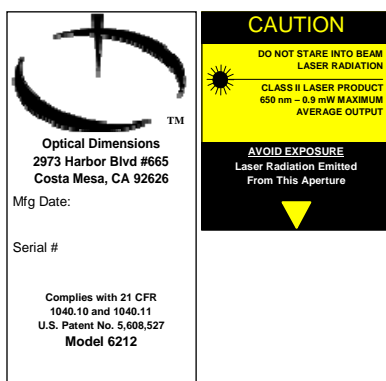 TM
Optical Dimensions
2973 Harbor Blvd #665
Costa Mesa, CA 92626
Mfg Date:
Serial #
Complies with 21 CFR
1040.10 and 1040.11
U.S. Patent No. 5,608,527
Model 6212
CAUTION
DO NOT STARE INTO BEAM
LASER RADIATION
CLASS II LASER PRODUCT
650 nm – 0.9 mW MAXIMUM
AVERAGE OUTPUT
AVOID EXPOSURE
Laser Radiation Emitted
From This Aperture